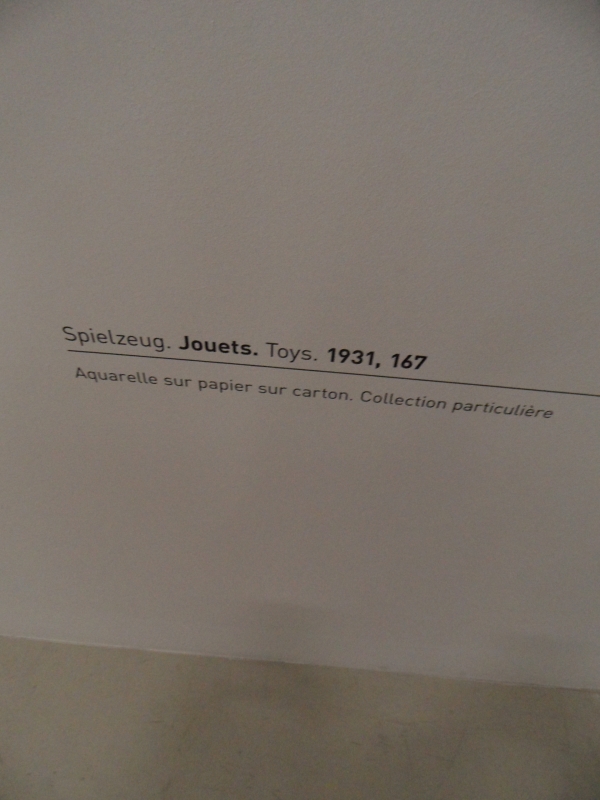 Spielzeug. Jouets. Toys. 1931, 167
Aquarelle sur papier sur carton. Collection particulière